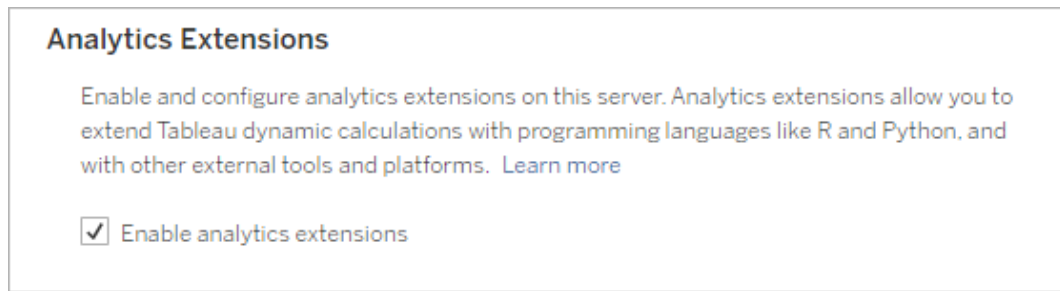 Analytics Extensions
Enable and configure analytics extensions on this server. Analytics extensions allow you to
extend Tableau dynamic calculations with programming languages like R and Python, and
with other external tools and platforms. Learn more
Enable analytics extensions